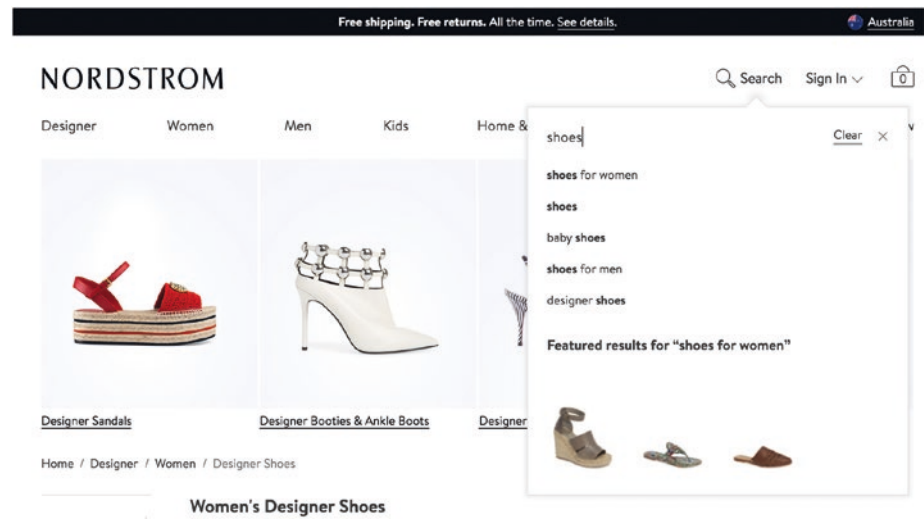 Free shipping. Free returns. All the time. See details.
Australia
NORDSTROM
Search
Sign In
0
Designer
Women
Men
Kids
Home &
shoes
Clear
shoes for women
shoes
baby shoes
shoes for men
designer shoes
Featured results for “shoes for women”
Designer Sandals
Designer Booties & Ankle Boots
Designer
Home / Designer / Women / Designer Shoes
Women's Designer Shoes